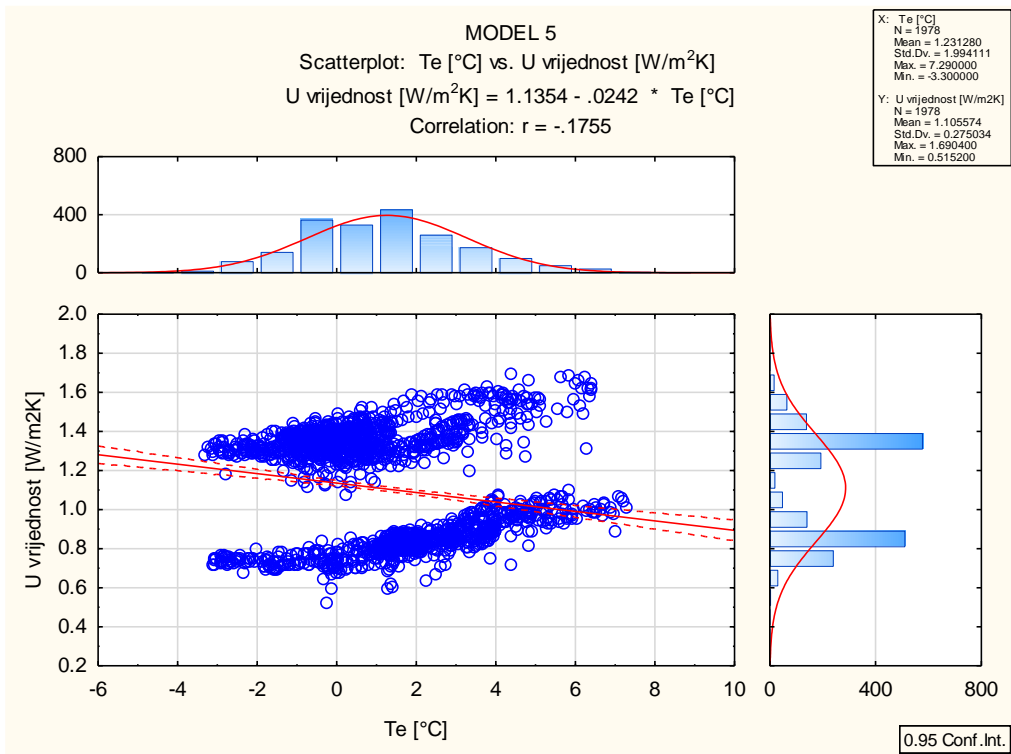 MODEL 5
Scatterplot: Te [°C] vs. U vrijednost [W/m²K]
U vrijednost [W/m²K] = 1.1354 - .0242 * Te [°C]
Correlation: r = -.1755
X: Te [°C]
N = 1978
Mean = 1.231280
Std.Dv. = 1.994111
Max. = 7.290000
Min. = -3.300000
Y: U vrijednost [W/m2K]
N = 1978
Mean = 1.105574
Std.Dv. = 0.275034
Max. = 1.690400
Min. = 0.515200
800
400
0
2.0
1.8
1.6
1.4
1.2
1.0
0.8
0.6
0.4
0.2
U vrijednost [W/m2K]
-6 -4 -2 0 2 4 6 8 10
Te [°C]
0 400 800
0.95 Conf.Int.